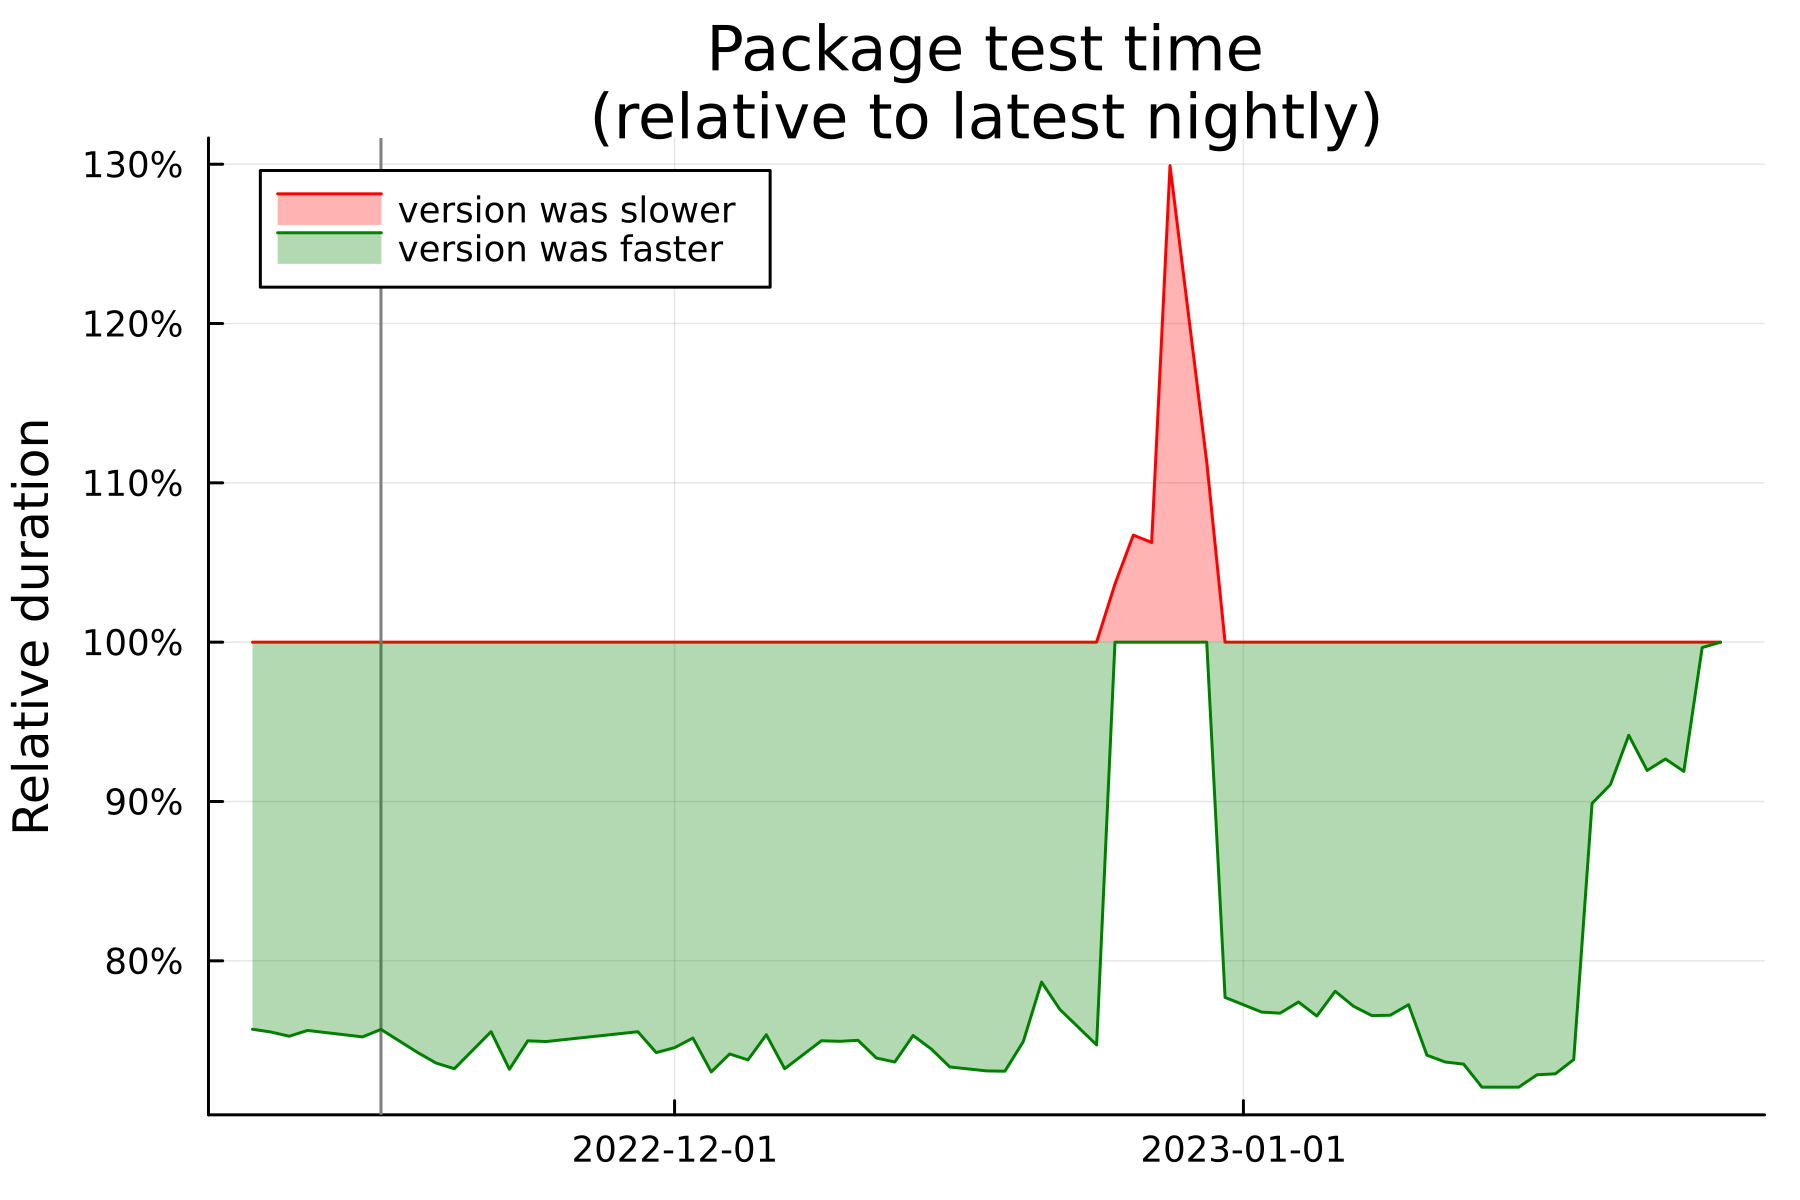 Package test time
(relative to latest nightly)
version was slower
version was faster
Relative duration
130%
120%
110%
100%
90%
80%
2022-12-01
2023-01-01